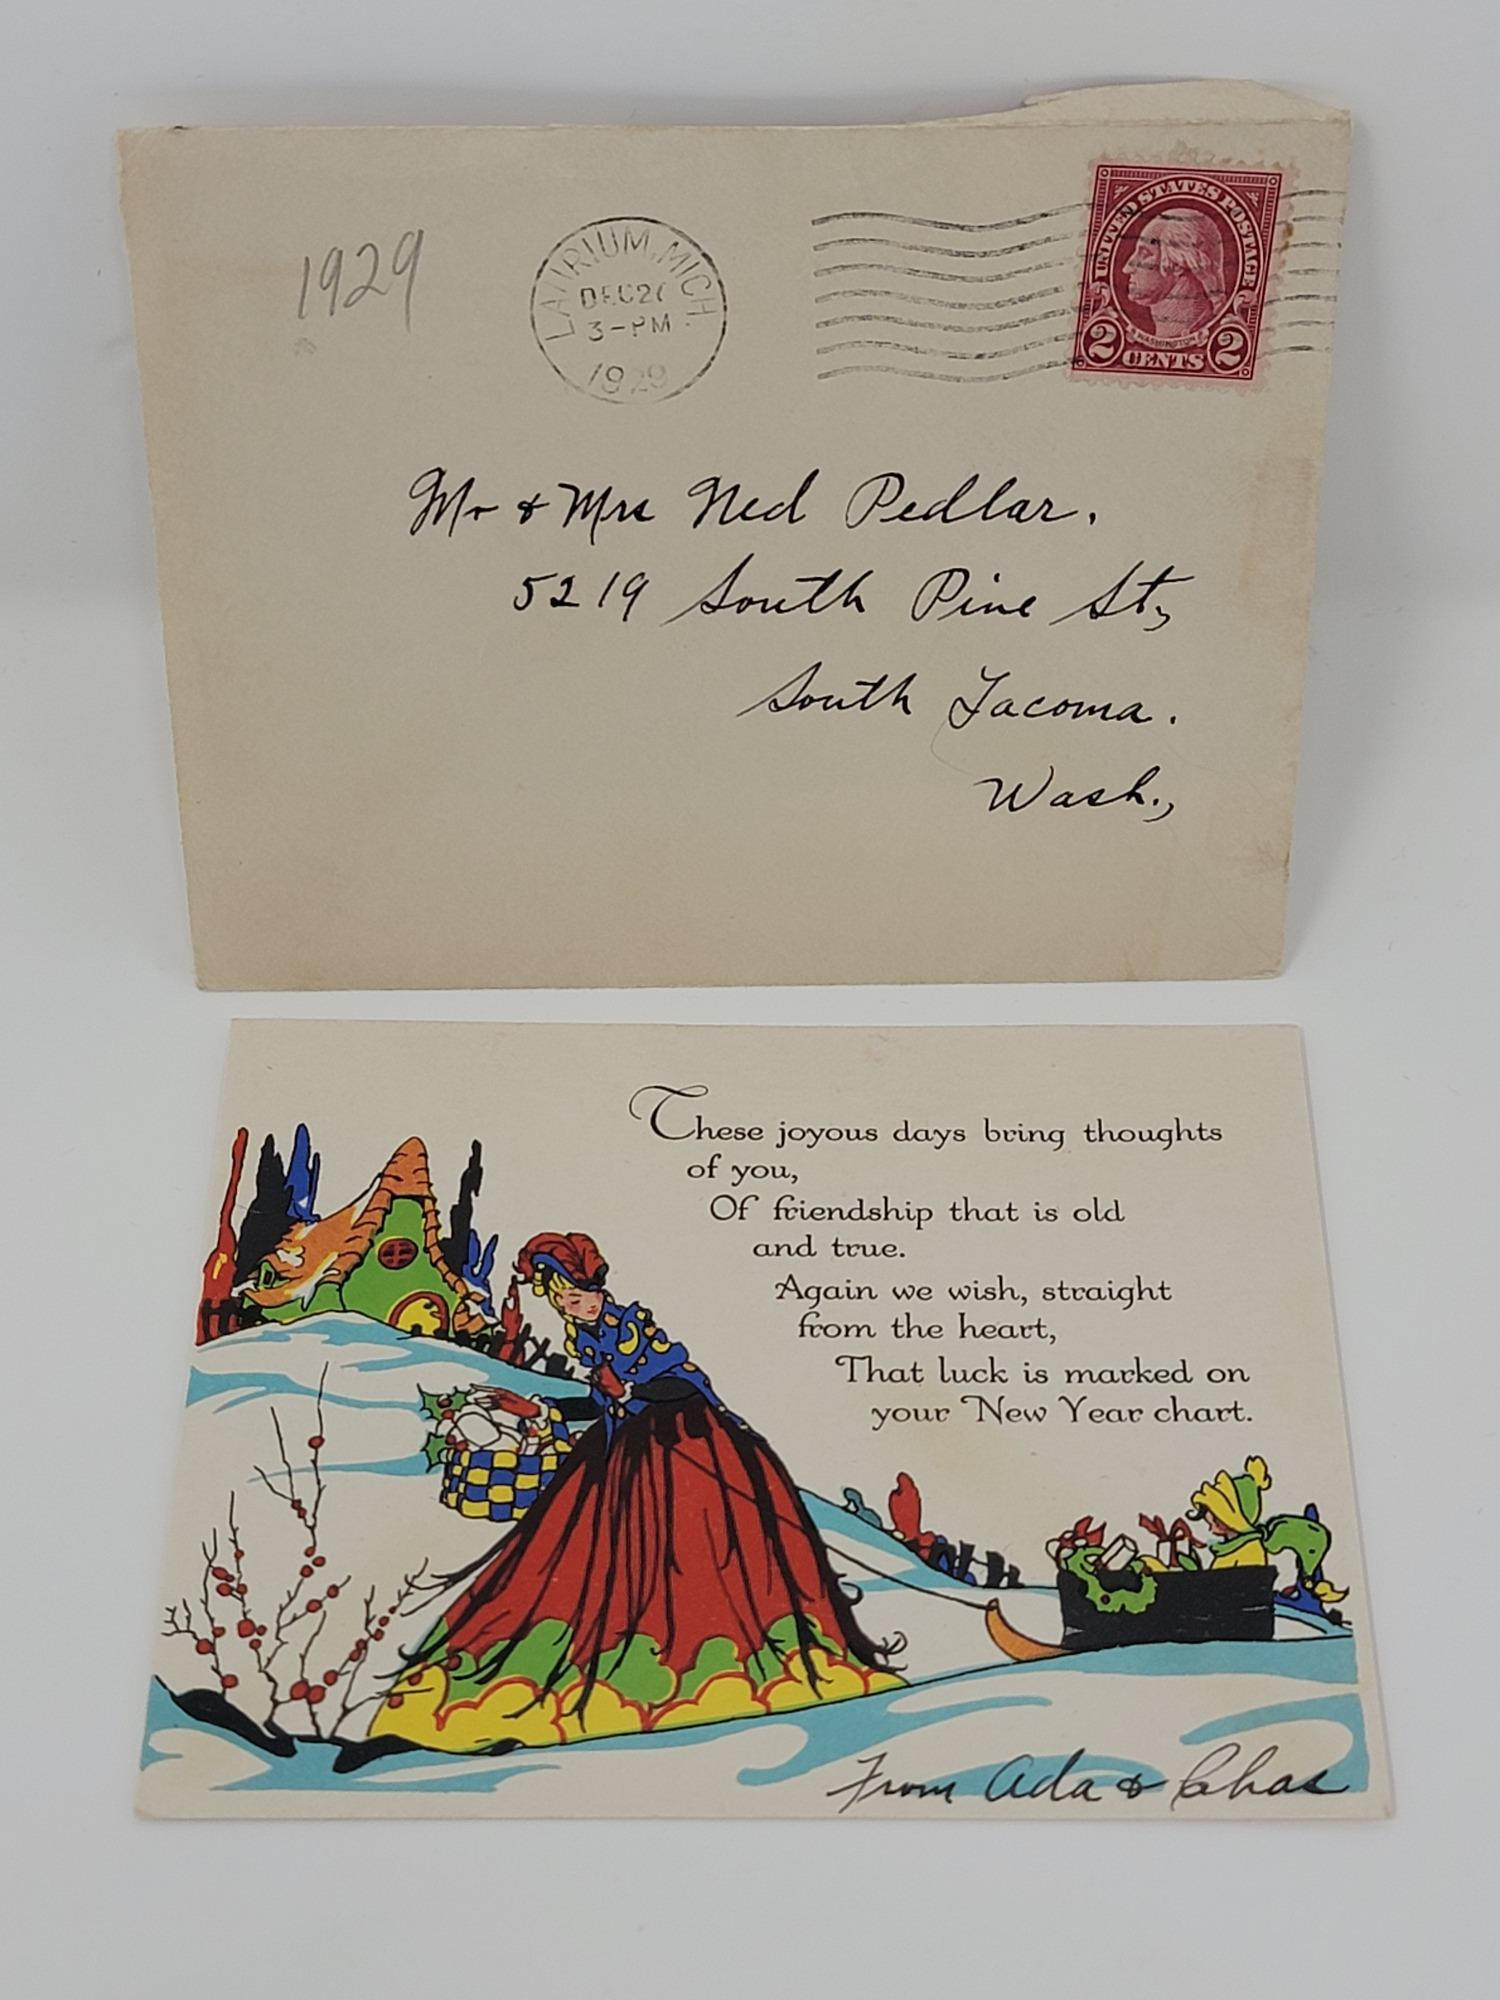 1929
LAURIUM, MICH.
DEC 27
3-PM
1929
UNITED STATES POSTAGE
WASHINGTON
2 CENTS 2
Mr & Mrs Ned Pedlar.
5219 South Pine St.,
South Tacoma.
Wash.,
These joyous days bring thoughts
of you,
Of friendship that is old
and true.
Again we wish, straight
from the heart,
That luck is marked on
your New Year chart.
From Ada & Chas